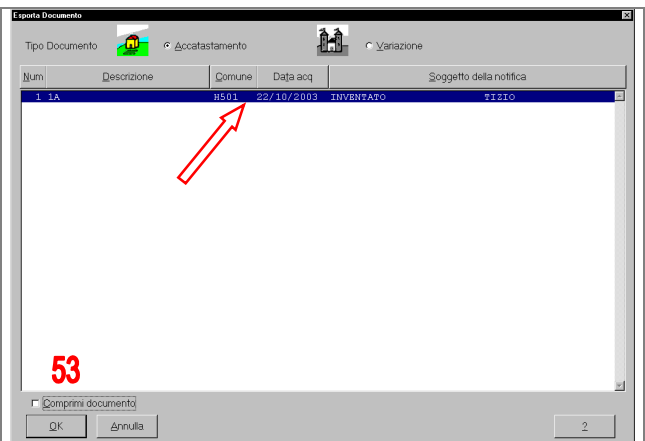 Esporta Documento
Tipo Documento Accatastamento Variazione
Num Descrizione Comune Data acq Soggetto della notifica
1 1A H501 22/10/2003 INVENTATO TIZIO
53
Comprimi documento
OK Annulla ?